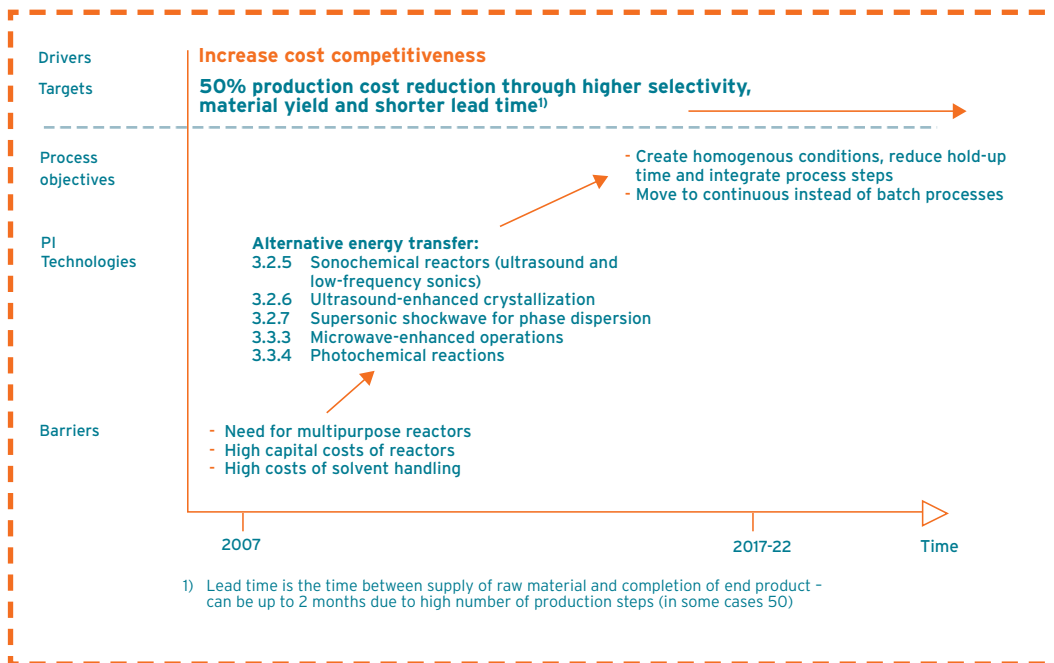 Drivers
Increase cost competitiveness
Targets
50% production cost reduction through higher selectivity,
material yield and shorter lead time1)
Process
objectives
- Create homogenous conditions, reduce hold-up
time and integrate process steps
- Move to continuous instead of batch processes
PI
Technologies
Alternative energy transfer:
3.2.5 Sonochemical reactors (ultrasound and
low-frequency sonics)
3.2.6 Ultrasound-enhanced crystallization
3.2.7 Supersonic shockwave for phase dispersion
3.3.3 Microwave-enhanced operations
3.3.4 Photochemical reactions
Barriers
- Need for multipurpose reactors
- High capital costs of reactors
- High costs of solvent handling
2007
2017-22
Time
1) Lead time is the time between supply of raw material and completion of end product –
can be up to 2 months due to high number of production steps (in some cases 50)